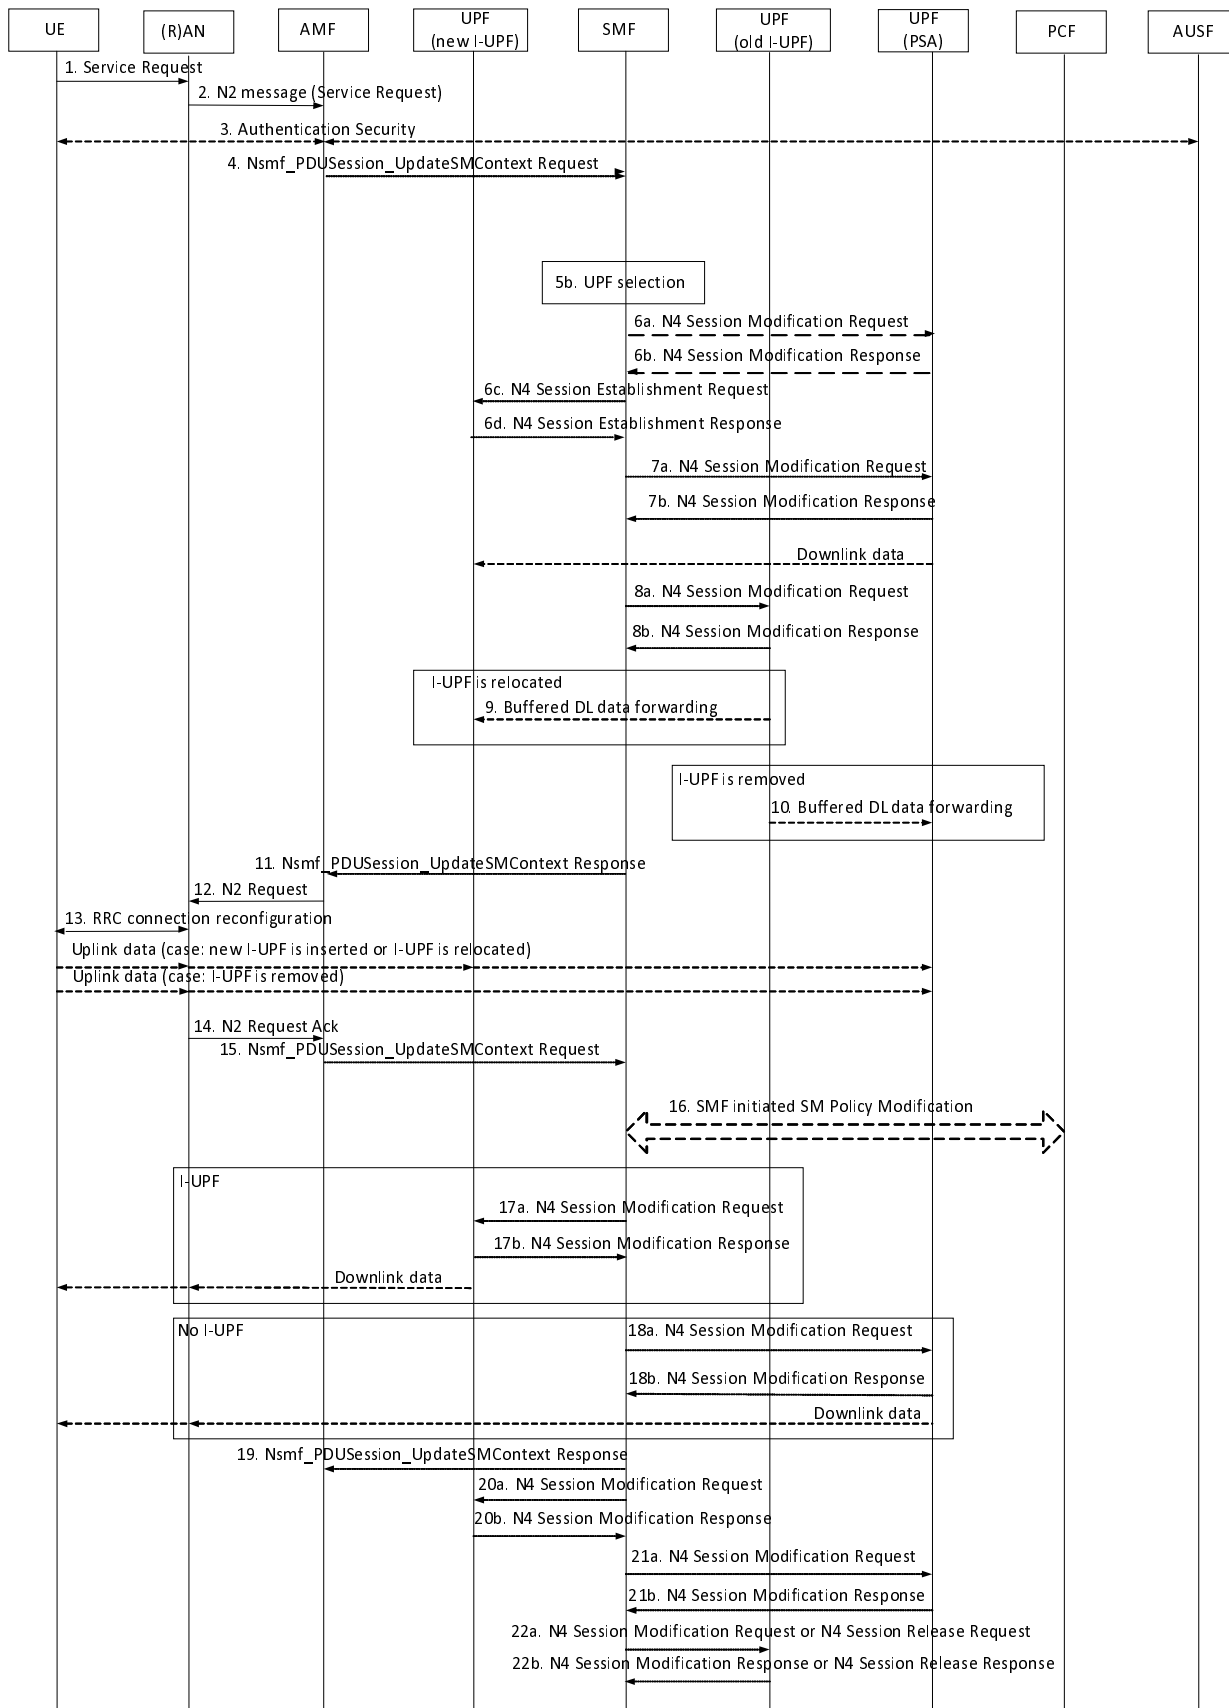 UE
(R)AN
AMF
UPF
(new I-UPF)
SMF
UPF
(old I-UPF)
UPF
(PSA)
PCF
AUSF
1. Service Request
2. N2 message (Service Request)
3. Authentication Security
4. Nsmf_PDUSession_UpdateSMContext Request
5b. UPF selection
6a. N4 Session Modification Request
6b. N4 Session Modification Response
6c. N4 Session Establishment Request
6d. N4 Session Establishment Response
7a. N4 Session Modification Request
7b. N4 Session Modification Response
Downlink data
8a. N4 Session Modification Request
8b. N4 Session Modification Response
I-UPF is relocated
9. Buffered DL data forwarding
I-UPF is removed
10. Buffered DL data forwarding
11. Nsmf_PDUSession_UpdateSMContext Response
12. N2 Request
13. RRC connection reconfiguration
Uplink data (case: new I-UPF is inserted or I-UPF is relocated)
Uplink data (case: I-UPF is removed)
14. N2 Request Ack
15. Nsmf_PDUSession_UpdateSMContext Request
16. SMF initiated SM Policy Modification
I-UPF
17a. N4 Session Modification Request
17b. N4 Session Modification Response
Downlink data
No I-UPF
18a. N4 Session Modification Request
18b. N4 Session Modification Response
Downlink data
19. Nsmf_PDUSession_UpdateSMContext Response
20a. N4 Session Modification Request
20b. N4 Session Modification Response
21a. N4 Session Modification Request
21b. N4 Session Modification Response
22a. N4 Session Modification Request or N4 Session Release Request
22b. N4 Session Modification Response or N4 Session Release Response